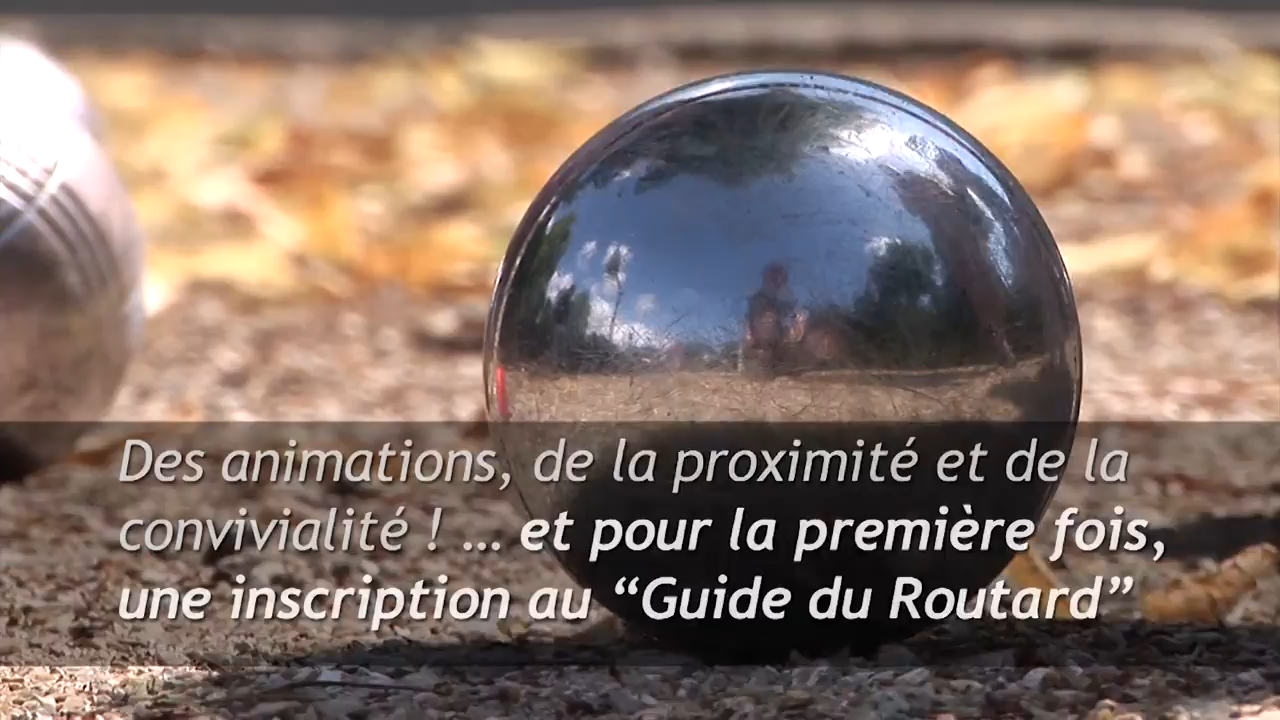 Des animations, de la proximité et de la
convivialité ! ... et pour la première fois,
une inscription au “Guide du Routard”